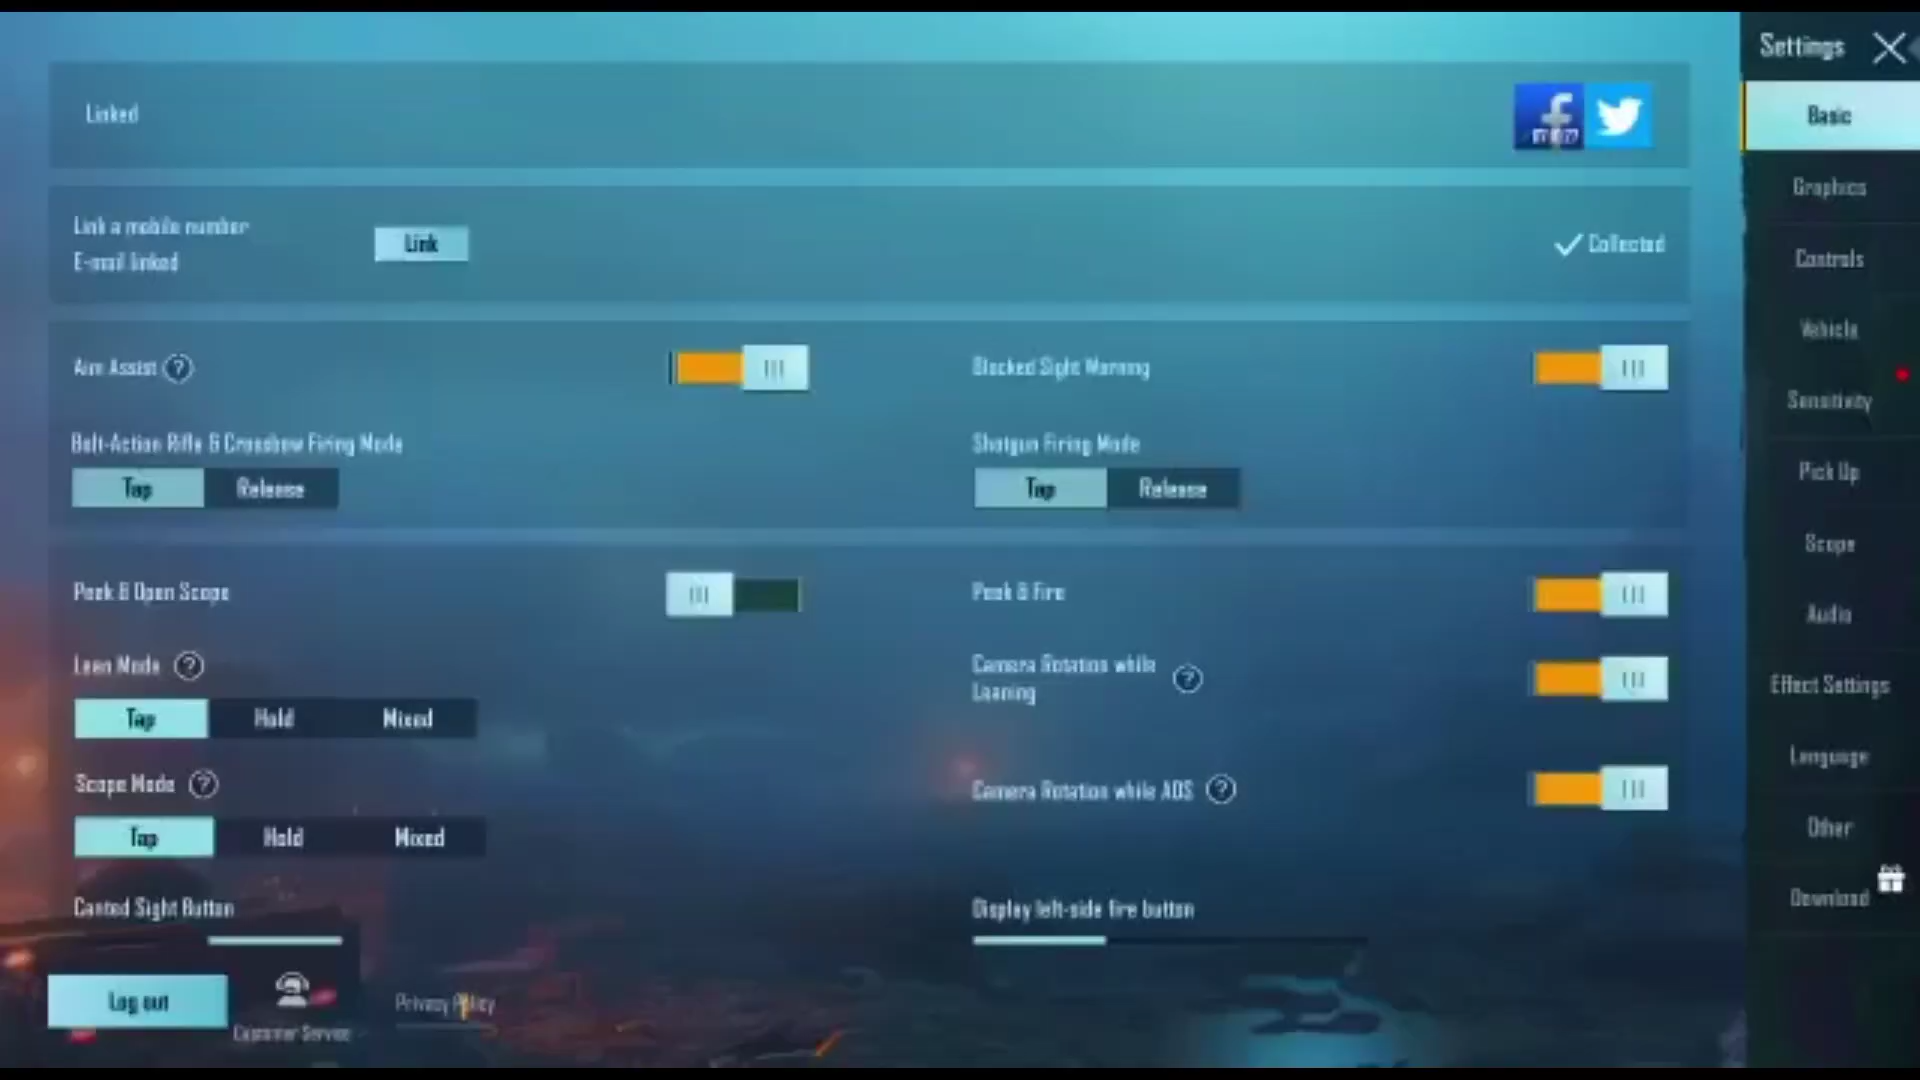 Settings
Linked
Basic
Graphics
Link a mobile number
Link
E-mail linked
Collected
Controls
Vehicle
Aim Assist ?
Blocked Sight Warning
Sensitivity
Bolt-Action Rifle & Crossbow Firing Mode
Shotgun Firing Mode
Tap Release
Tap Release
Pick Up
Scope
Peek & Open Scope
Peek & Fire
Audio
Lean Mode ?
Camera Rotation while
Leaning ?
Effect Settings
Tap Hold Mixed
Language
Scope Mode ?
Camera Rotation while ADS ?
Tap Hold Mixed
Other
Canted Sight Button
Display left-side fire button
Download
Log out
Customer Service
Privacy Policy